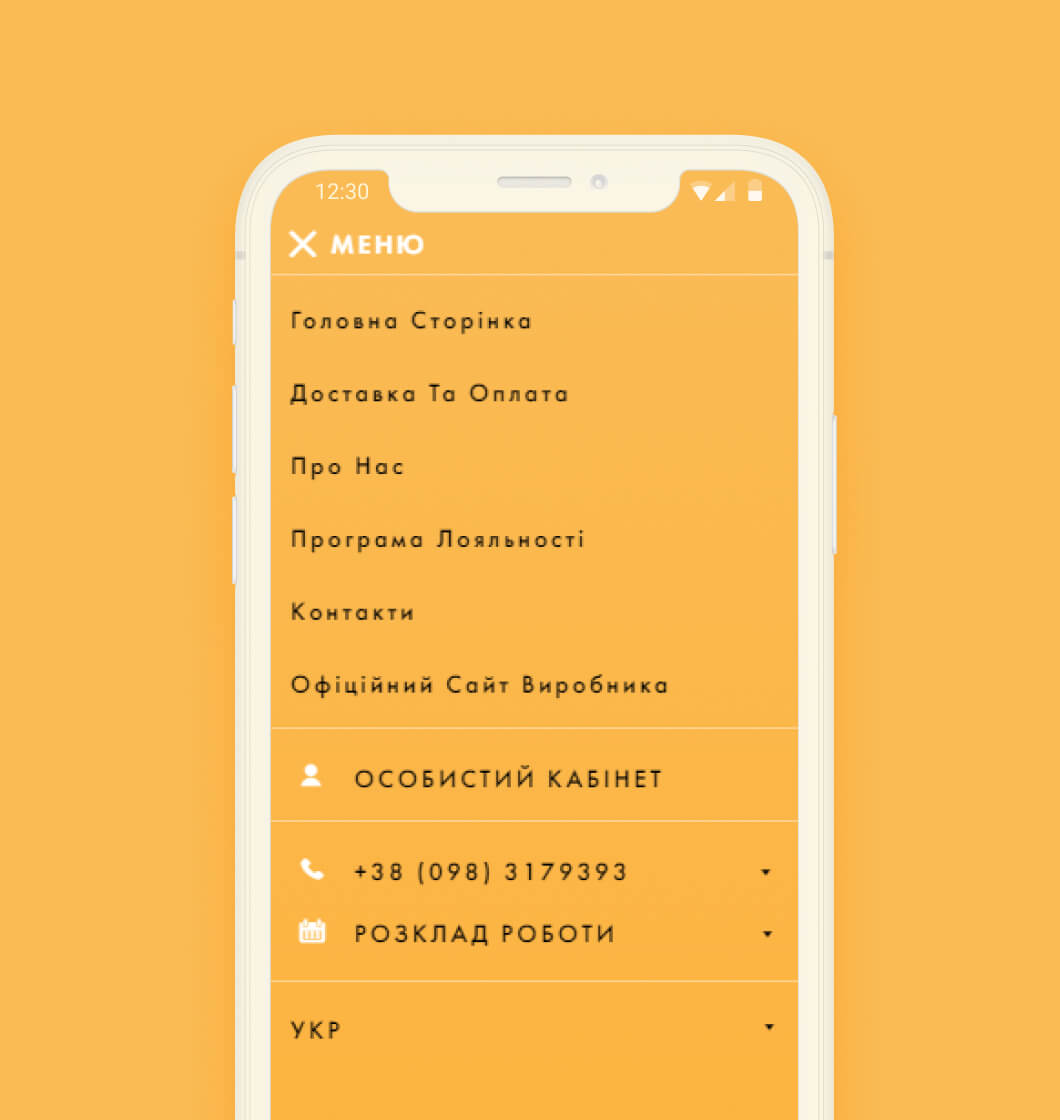 12:30
МЕНЮ
Головна Сторінка
Доставка Та Оплата
Про Нас
Програма Лояльності
Контакти
Офіційний Сайт Виробника
ОСОБИСТИЙ КАБІНЕТ
+38 (098) 3179393
РОЗКЛАД РОБОТИ
УКР